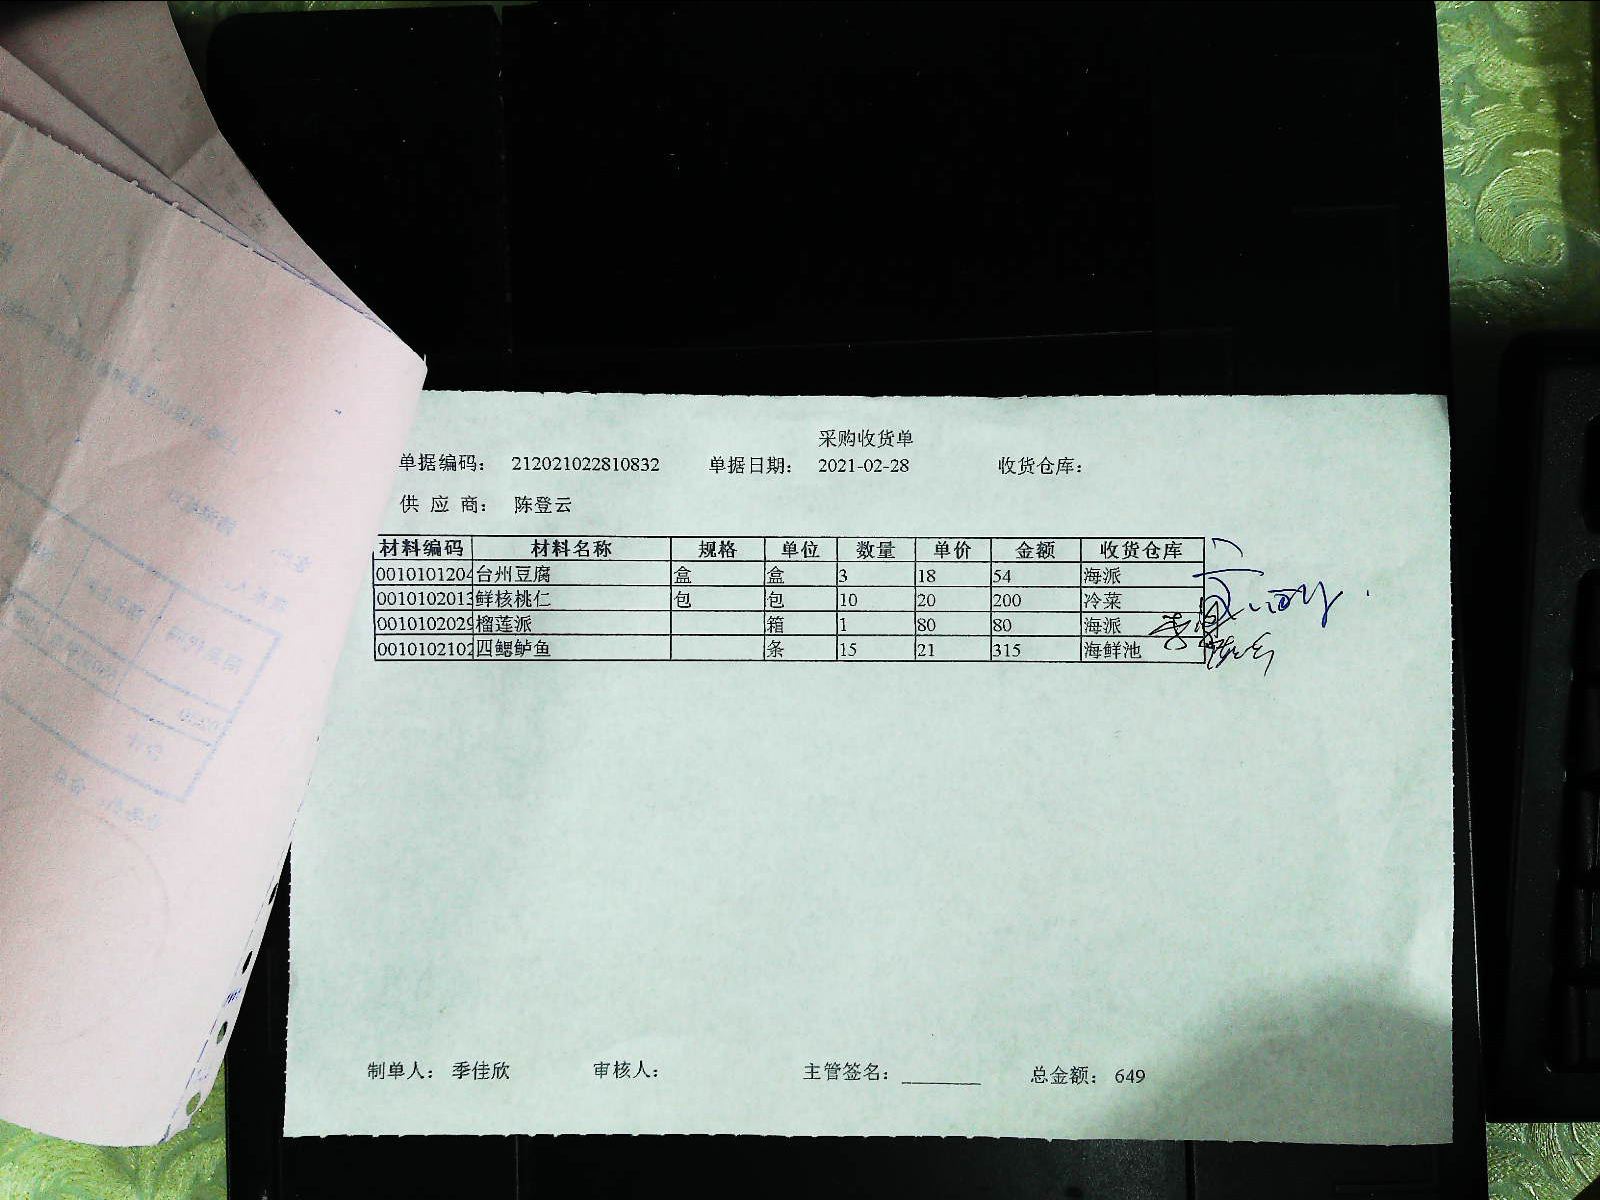 采购收货单
单据编码： 212021022810832 单据日期： 2021-02-28 收货仓库：
供 应 商： 陈登云
材料编码 材料名称 规格 单位 数量 单价 金额 收货仓库
0010101204 台州豆腐 盒 盒 3 18 54 海派
0010102013 鲜核桃仁 包 包 10 20 200 冷菜
0010102029 榴莲派 箱 1 80 80 海派
0010102102 四鳃鲈鱼 条 15 21 315 海鲜池
制单人： 季佳欣 审核人： 主管签名： 总金额： 649